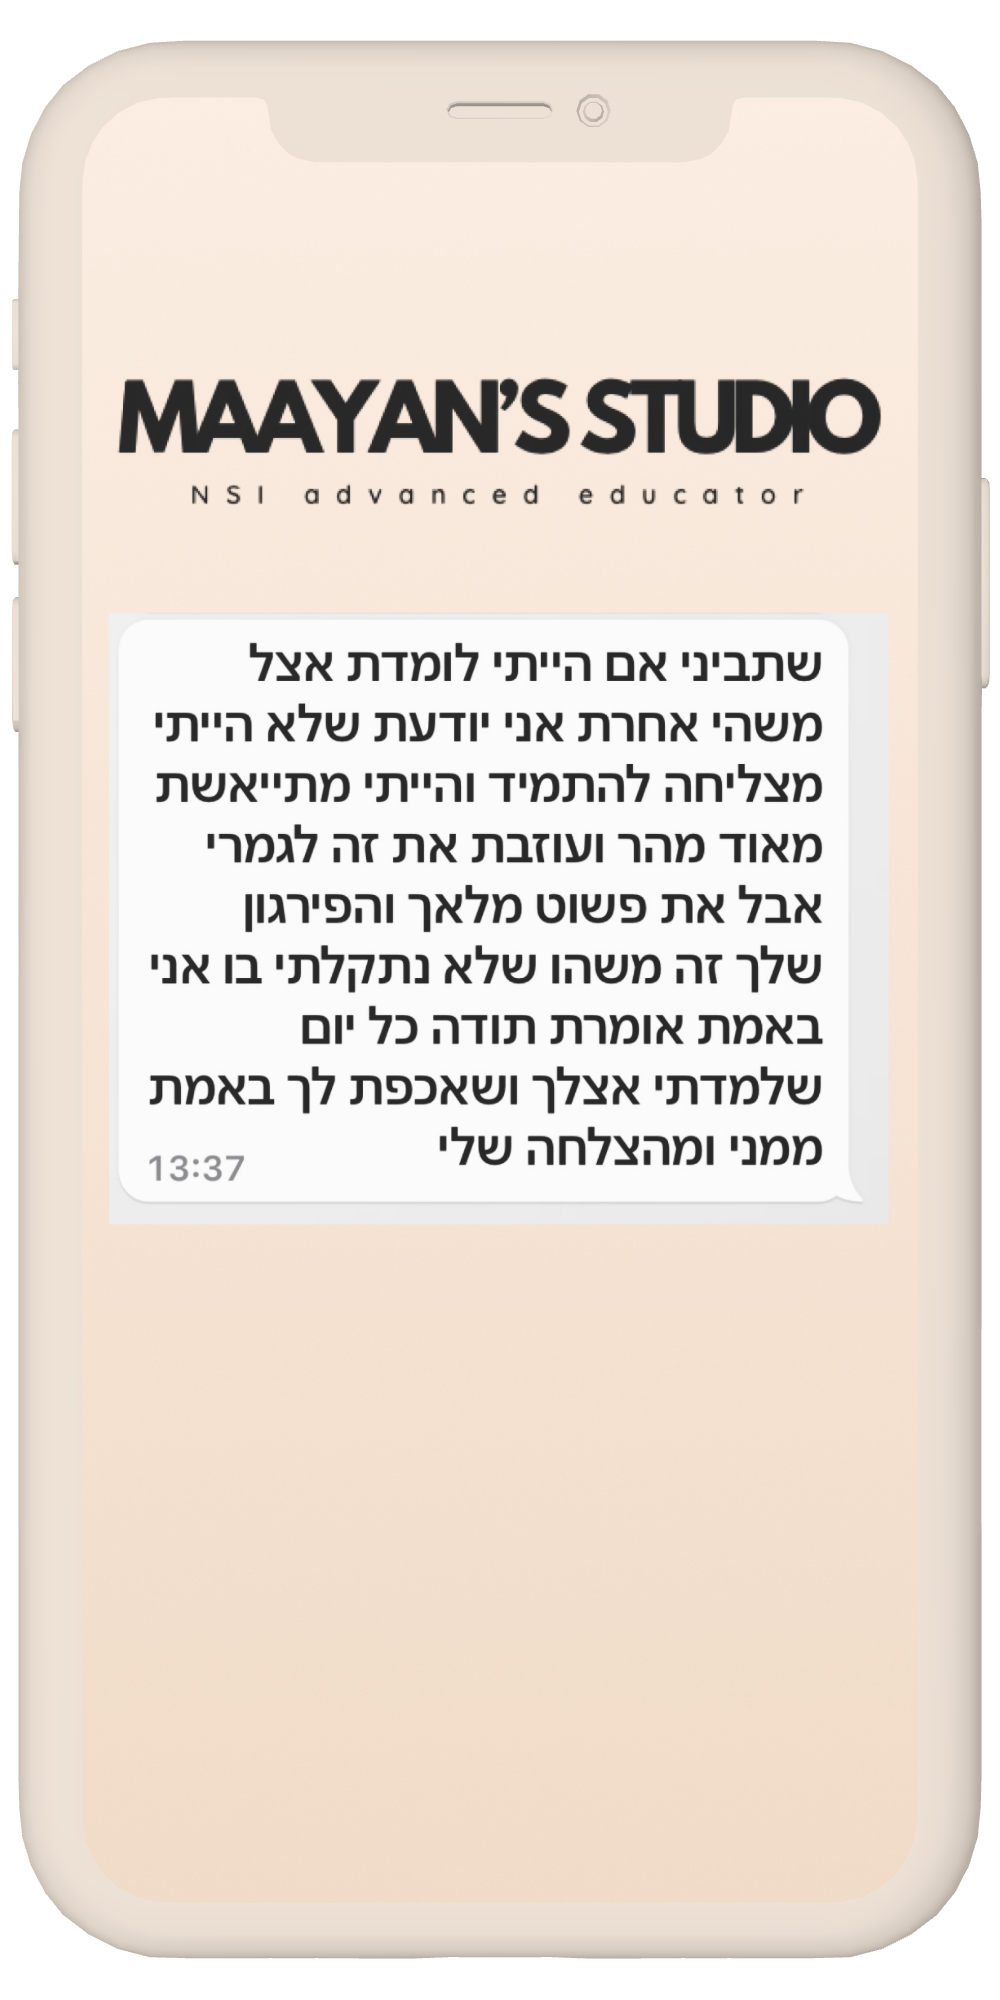 MAAYAN'S STUDIO
NSI advanced educator
שתביני אם הייתי לומדת אצל
משהי אחרת אני יודעת שלא הייתי
מצליחה להתמיד והייתי מתייאשת
מאוד מהר ועוזבת את זה לגמרי
אבל את פשוט מלאך והפירגון
שלך זה משהו שלא נתקלתי בו אני
באמת אומרת תודה כל יום
שלמדתי אצלך ושאכפת לך באמת
ממני ומהצלחה שלי
13:37